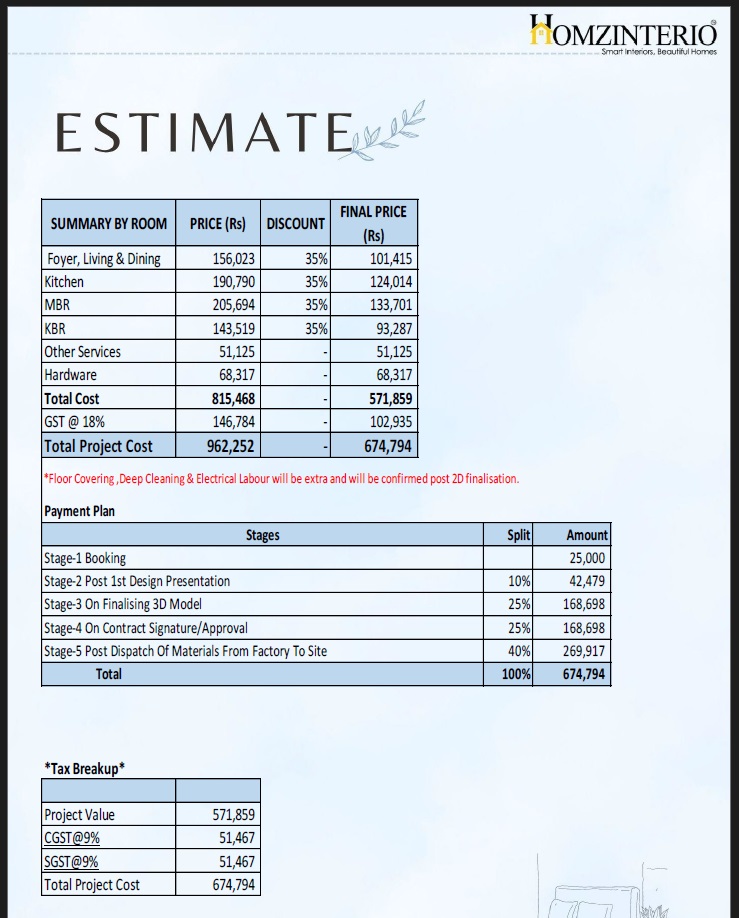 HOMZINTERIO®
Smart Interiors, Beautiful Homes
ESTIMATE
SUMMARY BY ROOM PRICE (Rs) DISCOUNT FINAL PRICE (Rs)
Foyer, Living & Dining 156,023 35% 101,415
Kitchen 190,790 35% 124,014
MBR 205,694 35% 133,701
KBR 143,519 35% 93,287
Other Services 51,125 - 51,125
Hardware 68,317 - 68,317
Total Cost 815,468 - 571,859
GST @ 18% 146,784 102,935
Total Project Cost 962,252 - 674,794
*Floor Covering ,Deep Cleaning & Electrical Labour will be extra and will be confirmed post 2D finalisation.
Payment Plan
Stages Split Amount
Stage-1 Booking 25,000
Stage-2 Post 1st Design Presentation 10% 42,479
Stage-3 On Finalising 3D Model 25% 168,698
Stage-4 On Contract Signature/Approval 25% 168,698
Stage-5 Post Dispatch Of Materials From Factory To Site 40% 269,917
Total 100% 674,794
*Tax Breakup*
Project Value 571,859
CGST@9% 51,467
SGST@9% 51,467
Total Project Cost 674,794